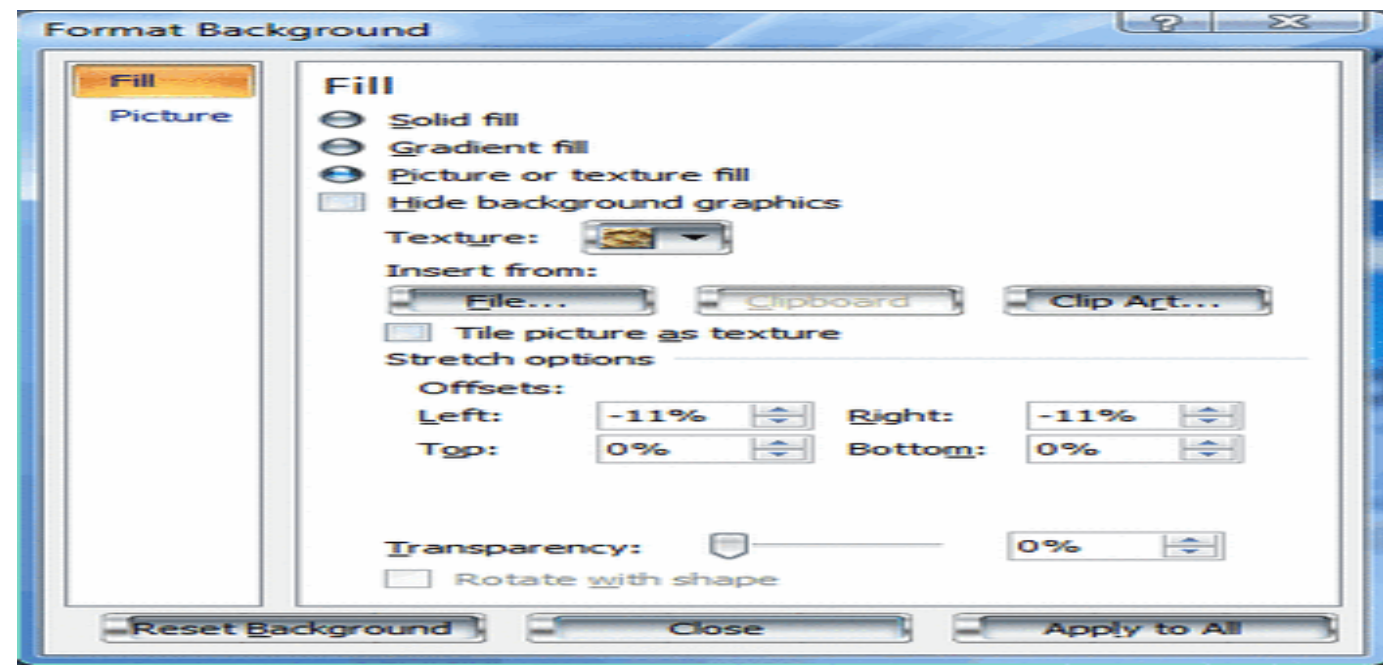 Format Background
Fill
Picture
Fill
Solid fill
Gradient fill
Picture or texture fill
Hide background graphics
Texture:
Insert from:
File... Clipboard Clip Art...
Tile picture as texture
Stretch options
Offsets:
Left: -11% Right: -11%
Top: 0% Bottom: 0%
Transparency: 0%
Rotate with shape
Reset Background Close Apply to All